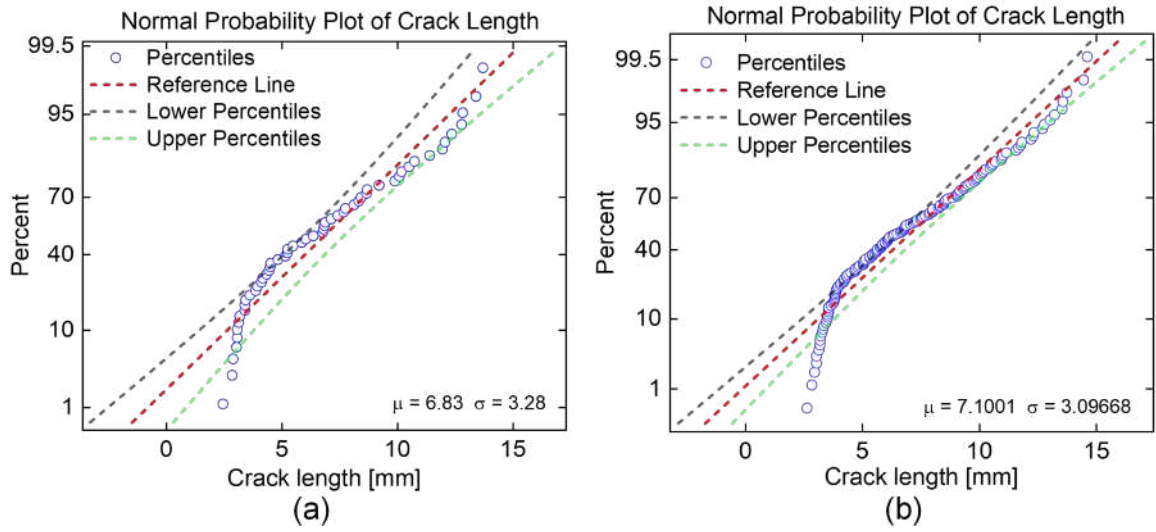 Normal Probability Plot of Crack Length
99.5
95
70
40
10
1
Percent
Percentiles
Reference Line
Lower Percentiles
Upper Percentiles
μ = 6.83 σ = 3.28
0 5 10 15
Crack length [mm]
(a)
Normal Probability Plot of Crack Length
99.5
95
70
40
10
1
Percent
Percentiles
Reference Line
Lower Percentiles
Upper Percentiles
μ = 7.1001 σ = 3.09668
0 5 10 15
Crack length [mm]
(b)